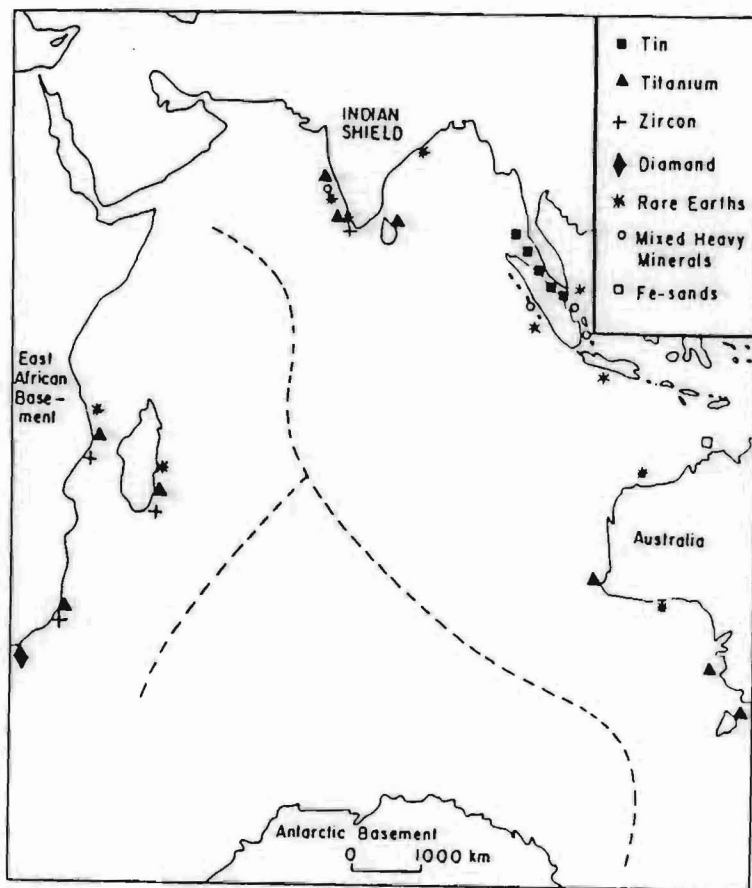 INDIAN
SHIELD
Tin
Titanium
Zircon
Diamand
Rare Earths
Mixed Heavy
Minerals
Fe-sands
East
African
Base-
ment
Australia
Antarctic Basement
0 1000 km